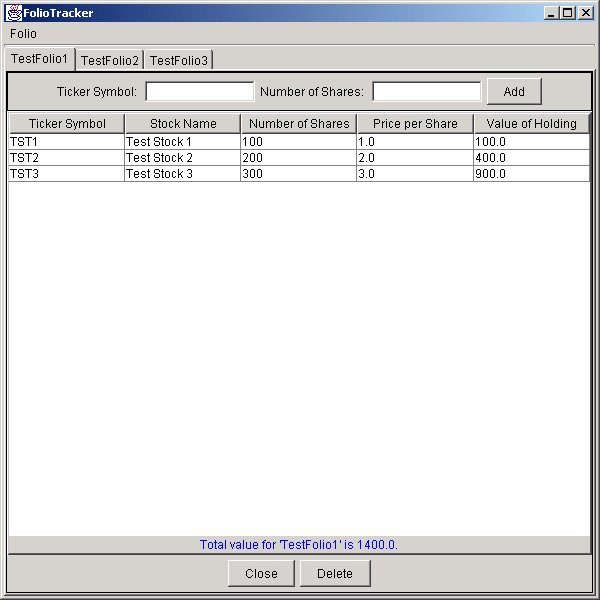 FolioTracker
Folio
TestFolio1 TestFolio2 TestFolio3
Ticker Symbol: Number of Shares: Add
Ticker Symbol Stock Name Number of Shares Price per Share Value of Holding
TST1 Test Stock 1 100 1.0 100.0
TST2 Test Stock 2 200 2.0 400.0
TST3 Test Stock 3 300 3.0 900.0
Total value for 'TestFolio1' is 1400.0.
Close Delete